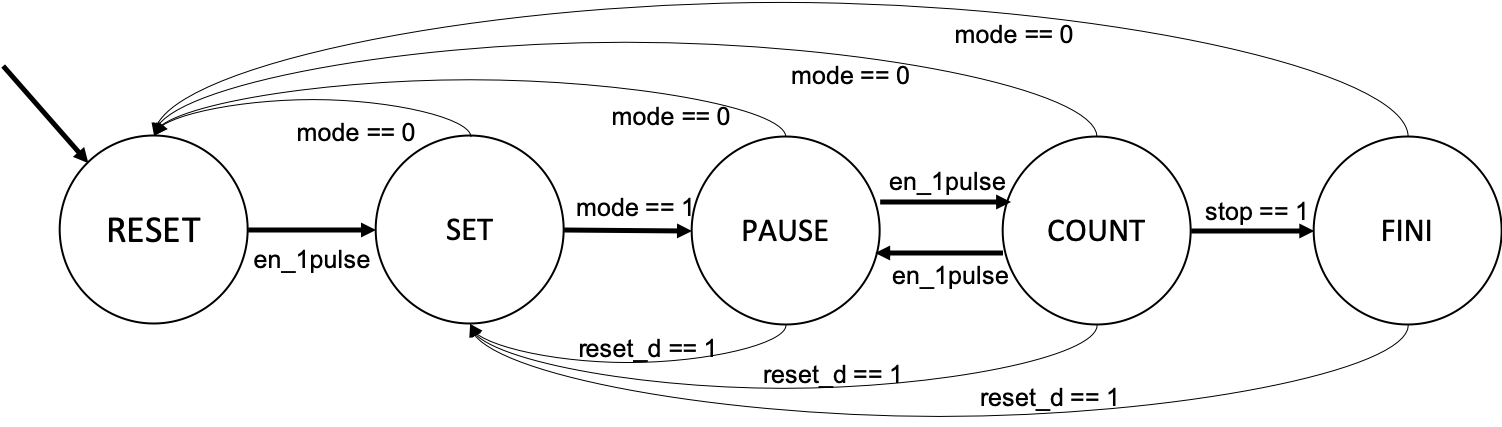 mode == 0
mode == 0
mode == 0
mode == 0
en_1pulse
mode == 1
stop == 1
RESET
SET
PAUSE
COUNT
FINI
en_1pulse
en_1pulse
reset_d == 1
reset_d == 1
reset_d == 1